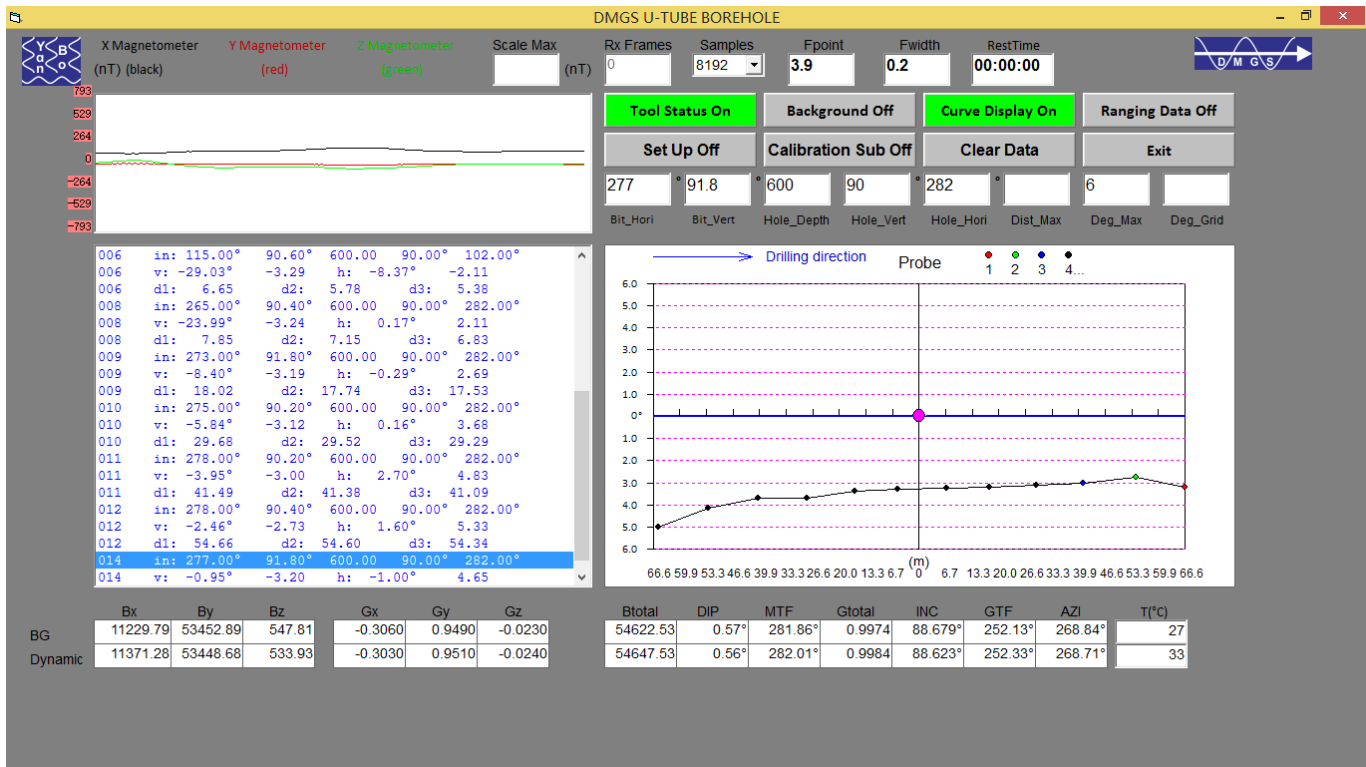 DMGS U-TUBE BOREHOLE
Y B
a
n o
X Magnetometer Y Magnetometer Z Magnetometer Scale Max Rx Frames Samples Fpoint Fwidth RestTime
(nT) (black) (red) (green) (nT) 0 8192 3.9 0.2 00:00:00
D M G S
793
529
264
0
-264
-529
-793
Tool Status On Background Off Curve Display On Ranging Data Off
Set Up Off Calibration Sub Off Clear Data Exit
277 ° 91.8 ° 600 90 ° 282 ° 6
Bit_Hori Bit_Vert Hole_Depth Hole_Vert Hole_Hori Dist_Max Deg_Max Deg_Grid
006 in: 115.00° 90.60° 600.00 90.00° 102.00°
006 v: -29.03° -3.29 h: -8.37° -2.11
006 d1: 6.65 d2: 5.78 d3: 5.38
008 in: 265.00° 90.40° 600.00 90.00° 282.00°
008 v: -23.99° -3.24 h: 0.17° 2.11
008 d1: 7.85 d2: 7.15 d3: 6.83
009 in: 273.00° 91.80° 600.00 90.00° 282.00°
009 v: -8.40° -3.19 h: -0.29° 2.69
009 d1: 18.02 d2: 17.74 d3: 17.53
010 in: 275.00° 90.20° 600.00 90.00° 282.00°
010 v: -5.84° -3.12 h: 0.16° 3.68
010 d1: 29.68 d2: 29.52 d3: 29.29
011 in: 278.00° 90.20° 600.00 90.00° 282.00°
011 v: -3.95° -3.00 h: 2.70° 4.83
011 d1: 41.49 d2: 41.38 d3: 41.09
012 in: 278.00° 90.40° 600.00 90.00° 282.00°
012 v: -2.46° -2.73 h: 1.60° 5.33
012 d1: 54.66 d2: 54.60 d3: 54.34
014 in: 277.00° 91.80° 600.00 90.00° 282.00°
014 v: -0.95° -3.20 h: -1.00° 4.65
Drilling direction Probe
1 2 3 4...
6.0
5.0
4.0
3.0
2.0
1.0
0°
1.0
2.0
3.0
4.0
5.0
6.0
(m)
66.6 59.9 53.3 46.6 39.9 33.3 26.6 20.0 13.3 6.7 0 6.7 13.3 20.0 26.6 33.3 39.9 46.6 53.3 59.9 66.6
Bx By Bz Gx Gy Gz Btotal DIP MTF Gtotal INC GTF AZI T(°C)
BG 11229.79 53452.89 547.81 -0.3060 0.9490 -0.0230 54622.53 0.57° 281.86° 0.9974 88.679° 252.13° 268.84° 27
Dynamic 11371.28 53448.68 533.93 -0.3030 0.9510 -0.0240 54647.53 0.56° 282.01° 0.9984 88.623° 252.33° 268.71° 33